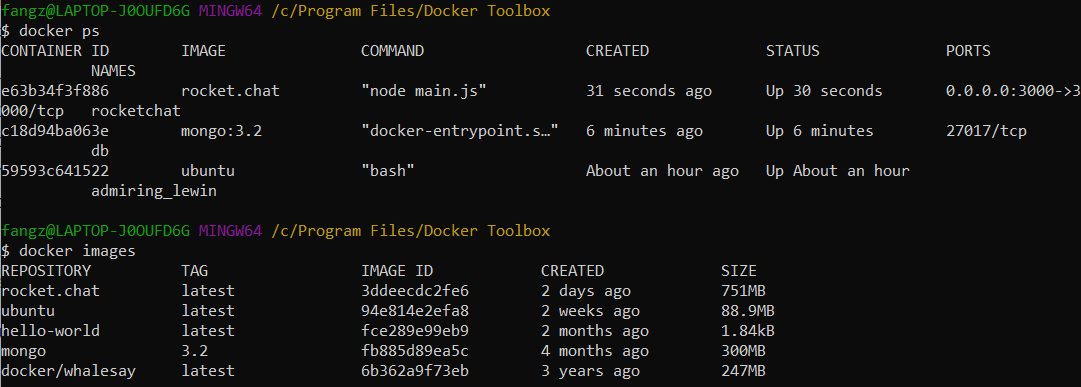 fangz@LAPTOP-J0OUFD6G MINGW64 /c/Program Files/Docker Toolbox
$ docker ps
CONTAINER ID        IMAGE               COMMAND                  CREATED             STATUS              PORTS
          NAMES
e63b34f3f886        rocket.chat         "node main.js"           31 seconds ago      Up 30 seconds       0.0.0.0:3000->3
000/tcp   rocketchat
c18d94ba063e        mongo:3.2           "docker-entrypoint.s…"   6 minutes ago       Up 6 minutes        27017/tcp
          db
59593c641522        ubuntu              "bash"                   About an hour ago   Up About an hour
          admiring_lewin
fangz@LAPTOP-J0OUFD6G MINGW64 /c/Program Files/Docker Toolbox
$ docker images
REPOSITORY          TAG                 IMAGE ID            CREATED             SIZE
rocket.chat         latest              3ddeecdc2fe6        2 days ago          751MB
ubuntu              latest              94e814e2efa8        2 weeks ago         88.9MB
hello-world         latest              fce289e99eb9        2 months ago        1.84kB
mongo               3.2                 fb885d89ea5c        4 months ago        300MB
docker/whalesay     latest              6b362a9f73eb        3 years ago         247MB